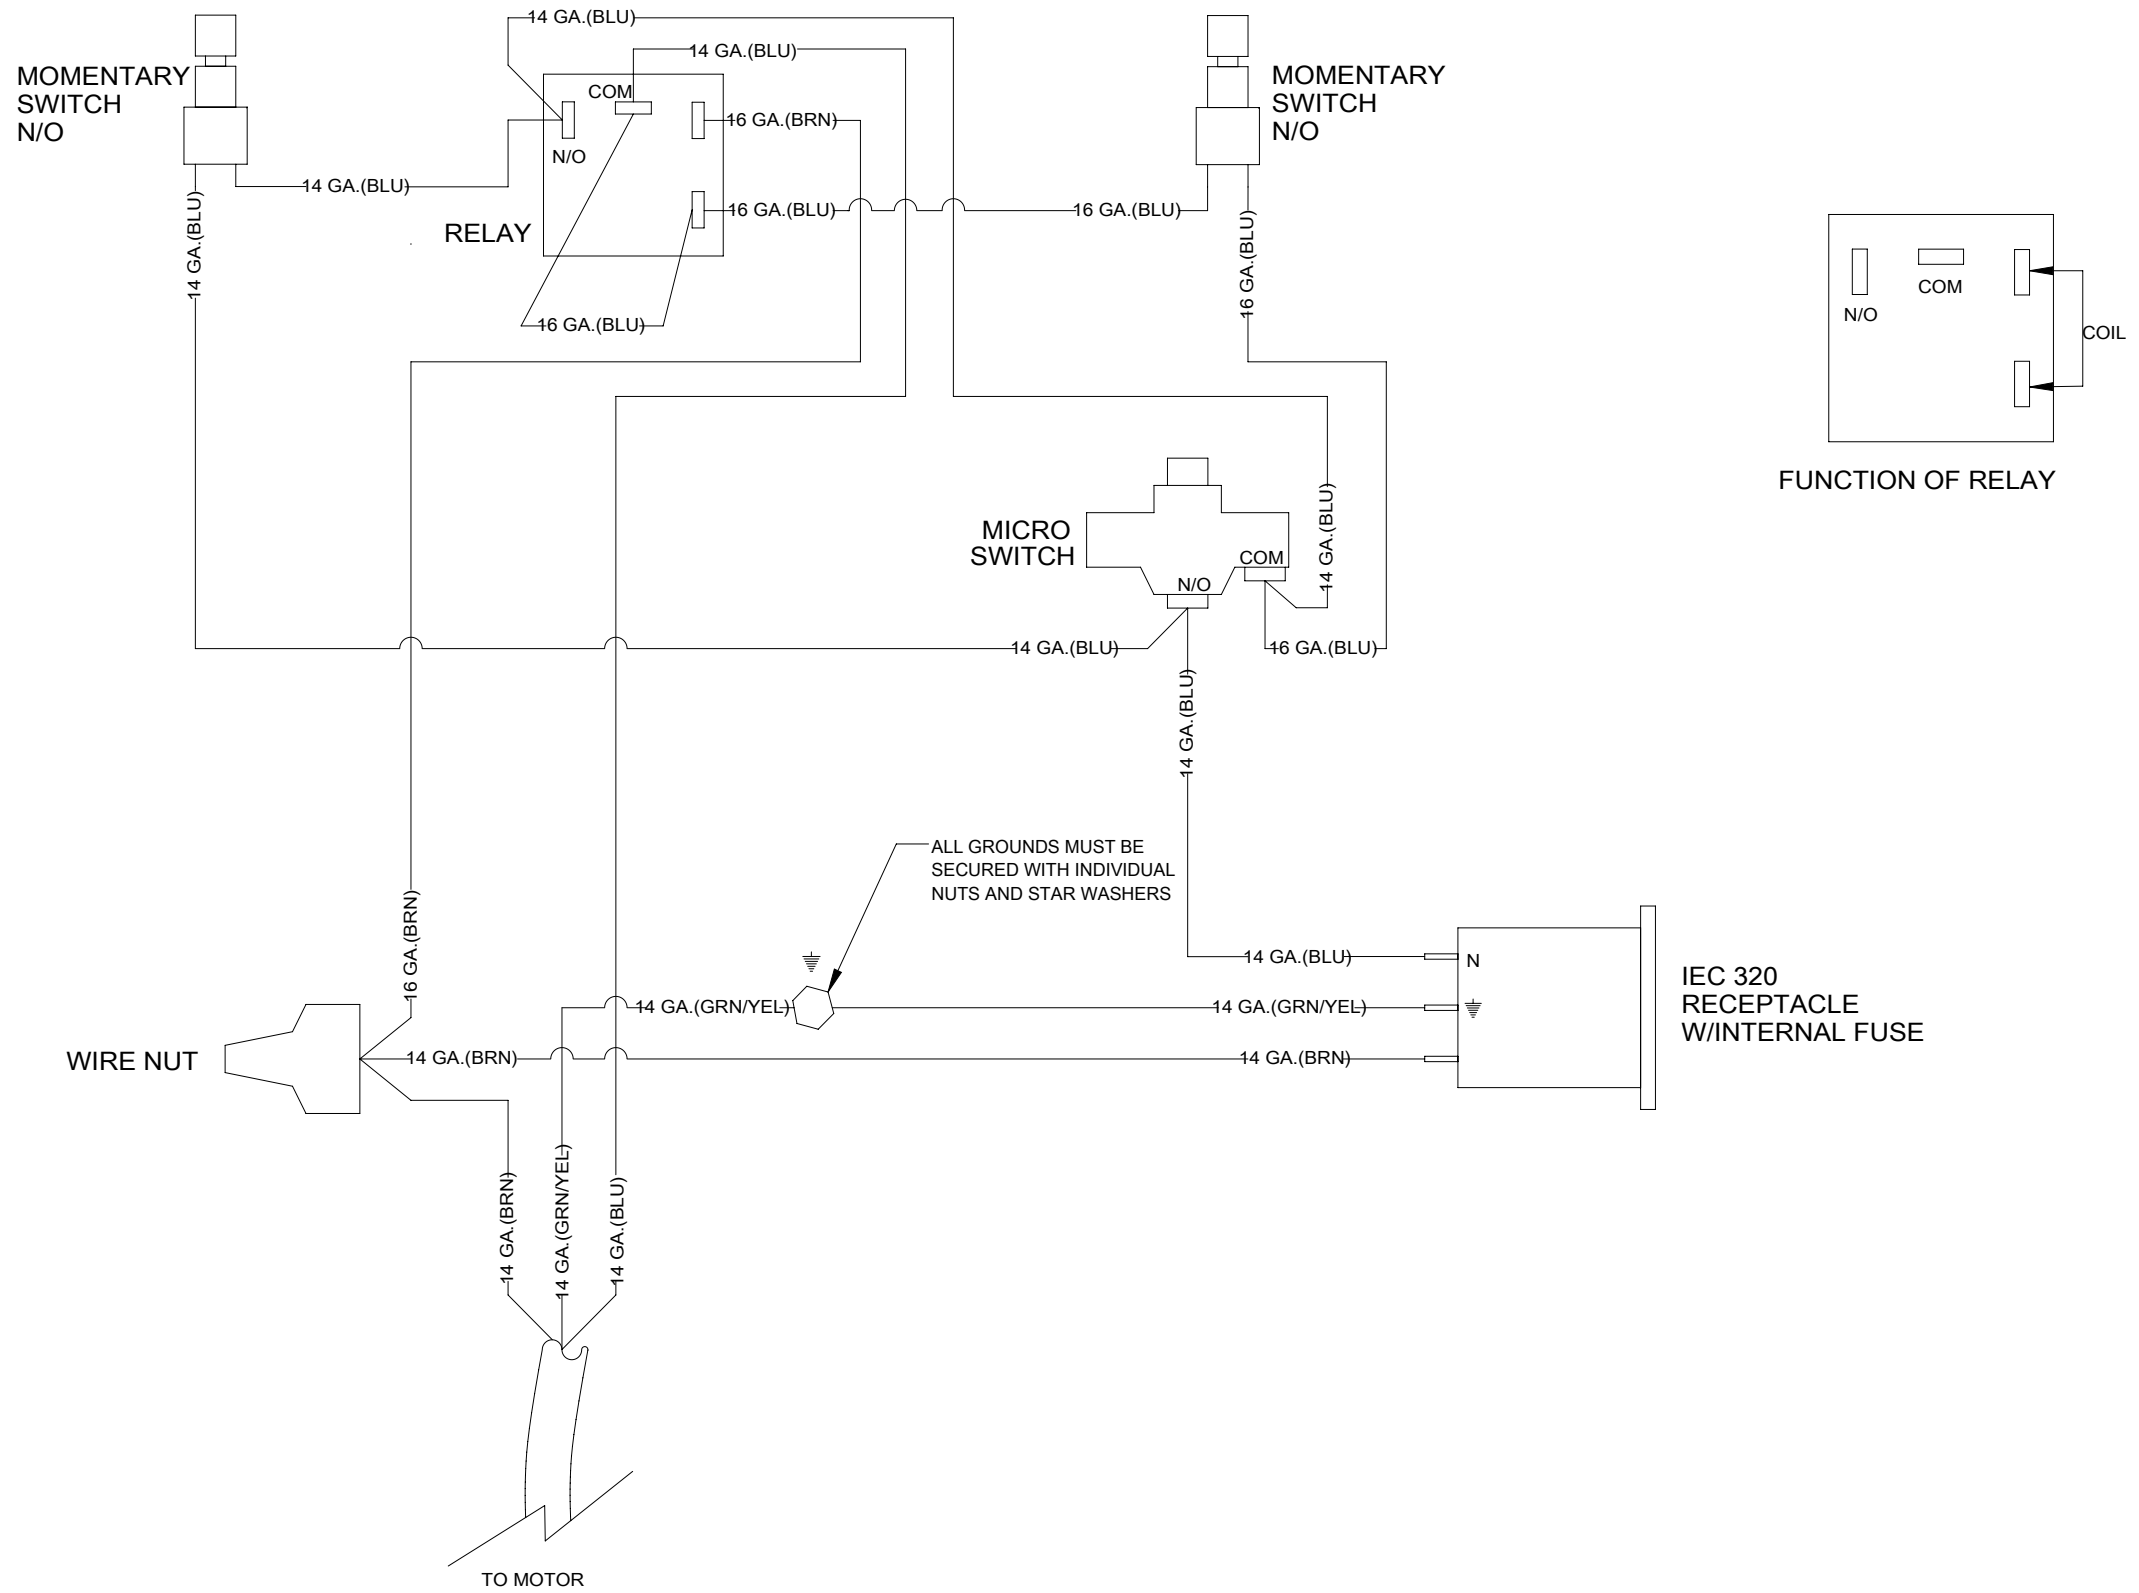 14 GA.(BLU)
14 GA.(BLU)
MOMENTARY
SWITCH
N/O
COM
N/O
16 GA.(BRN)
MOMENTARY
SWITCH
N/O
14 GA.(BLU)
14 GA.(BLU)
RELAY
16 GA.(BLU)
16 GA.(BLU)
16 GA.(BLU)
16 GA.(BLU)
N/O
COM
COIL
FUNCTION OF RELAY
MICRO
SWITCH
N/O
COM
14 GA.(BLU)
14 GA.(BLU)
16 GA.(BLU)
14 GA.(BLU)
ALL GROUNDS MUST BE
SECURED WITH INDIVIDUAL
NUTS AND STAR WASHERS
16 GA.(BRN)
14 GA.(BLU)
N
14 GA.(GRN/YEL)
14 GA.(GRN/YEL)
IEC 320
RECEPTACLE
W/INTERNAL FUSE
WIRE NUT
14 GA.(BRN)
14 GA.(BRN)
14 GA.(BRN)
14 GA.(GRN/YEL)
14 GA.(BLU)
TO MOTOR